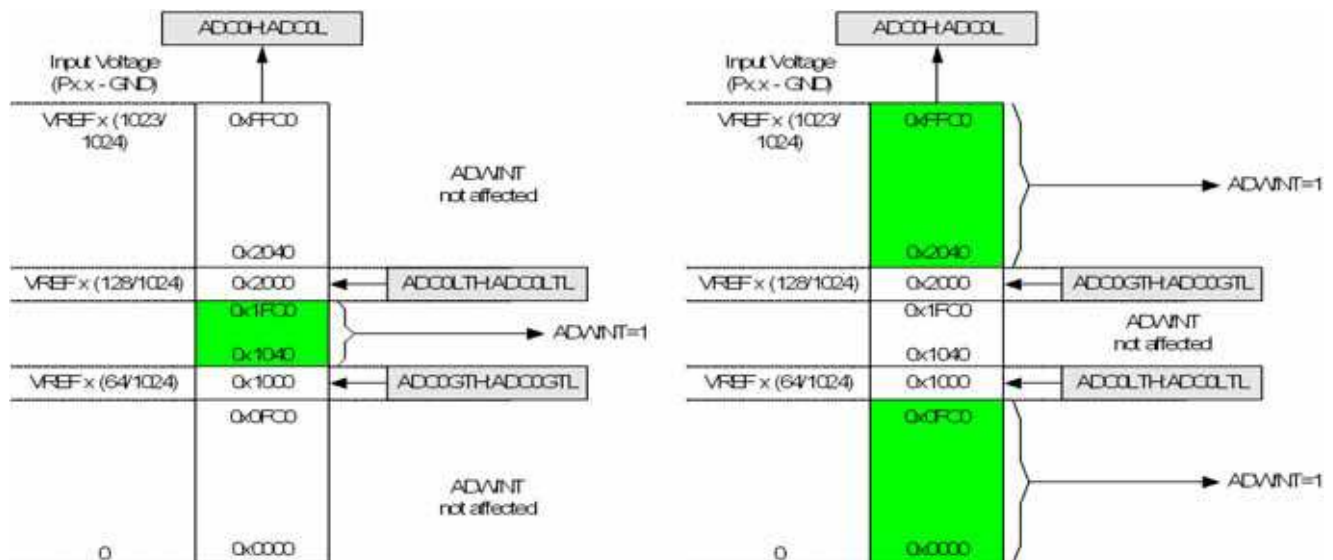 ADC0H:ADC0L
Input Voltage
(Px.x - GND)
VREF x (1023/
1024)
0xFFC0
ADWINT
not affected
0x2040
VREF x (128/1024)
0x2000
ADC0LTH:ADC0LTL
0x1FC0
ADWINT=1
0x1040
VREF x (64/1024)
0x1000
ADC0GTH:ADC0GTL
0x0FC0
ADWINT
not affected
0
0x0000
ADC0H:ADC0L
Input Voltage
(Px.x - GND)
VREF x (1023/
1024)
0xFFC0
ADWINT=1
0x2040
VREF x (128/1024)
0x2000
ADC0GTH:ADC0GTL
0x1FC0
ADWINT
not affected
0x1040
VREF x (64/1024)
0x1000
ADC0LTH:ADC0LTL
0x0FC0
ADWINT=1
0
0x0000